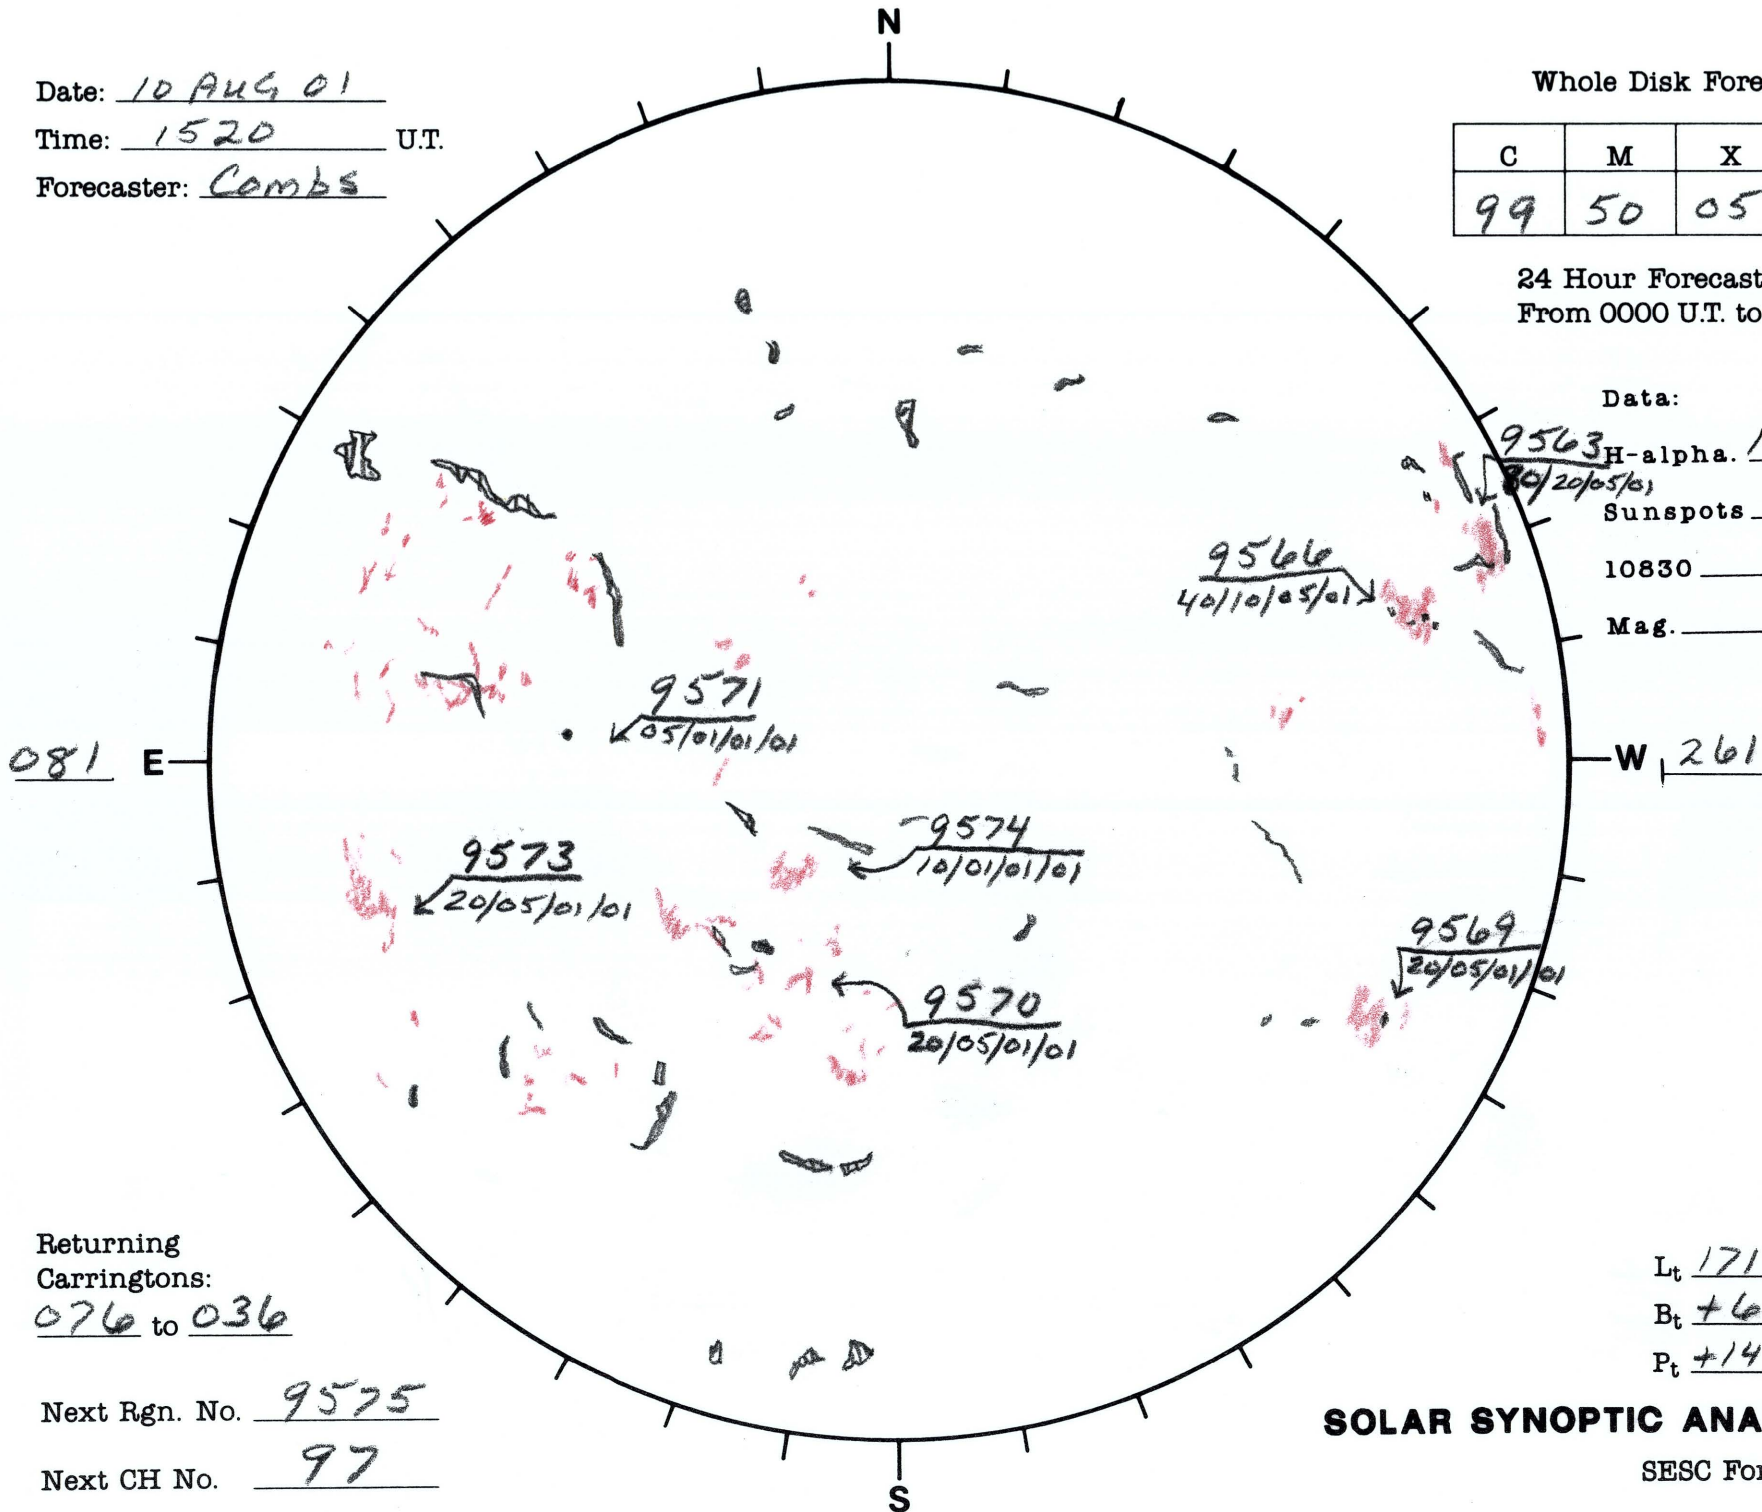 N
Date: 10 AUG 01
Time: 1520 U.T.
Forecaster: Combs
Whole Disk Fore
C M X
99 50 05
24 Hour Forecast
From 0000 U.T. to
Data:
9563
H-alpha.
/20/05/01
Sunspots
9566
40/10/05/01
10830
Mag.
9571
05/01/01/01
081 E
W 261
9574
10/01/01/01
9573
20/05/01/01
9569
20/05/01/01
9570
20/05/01/01
Returning
Carringtons:
076 to 036
Lt 171
Bt +6
Pt +14
Next Rgn. No. 9575
SOLAR SYNOPTIC ANA
Next CH No. 97
SESC For
S